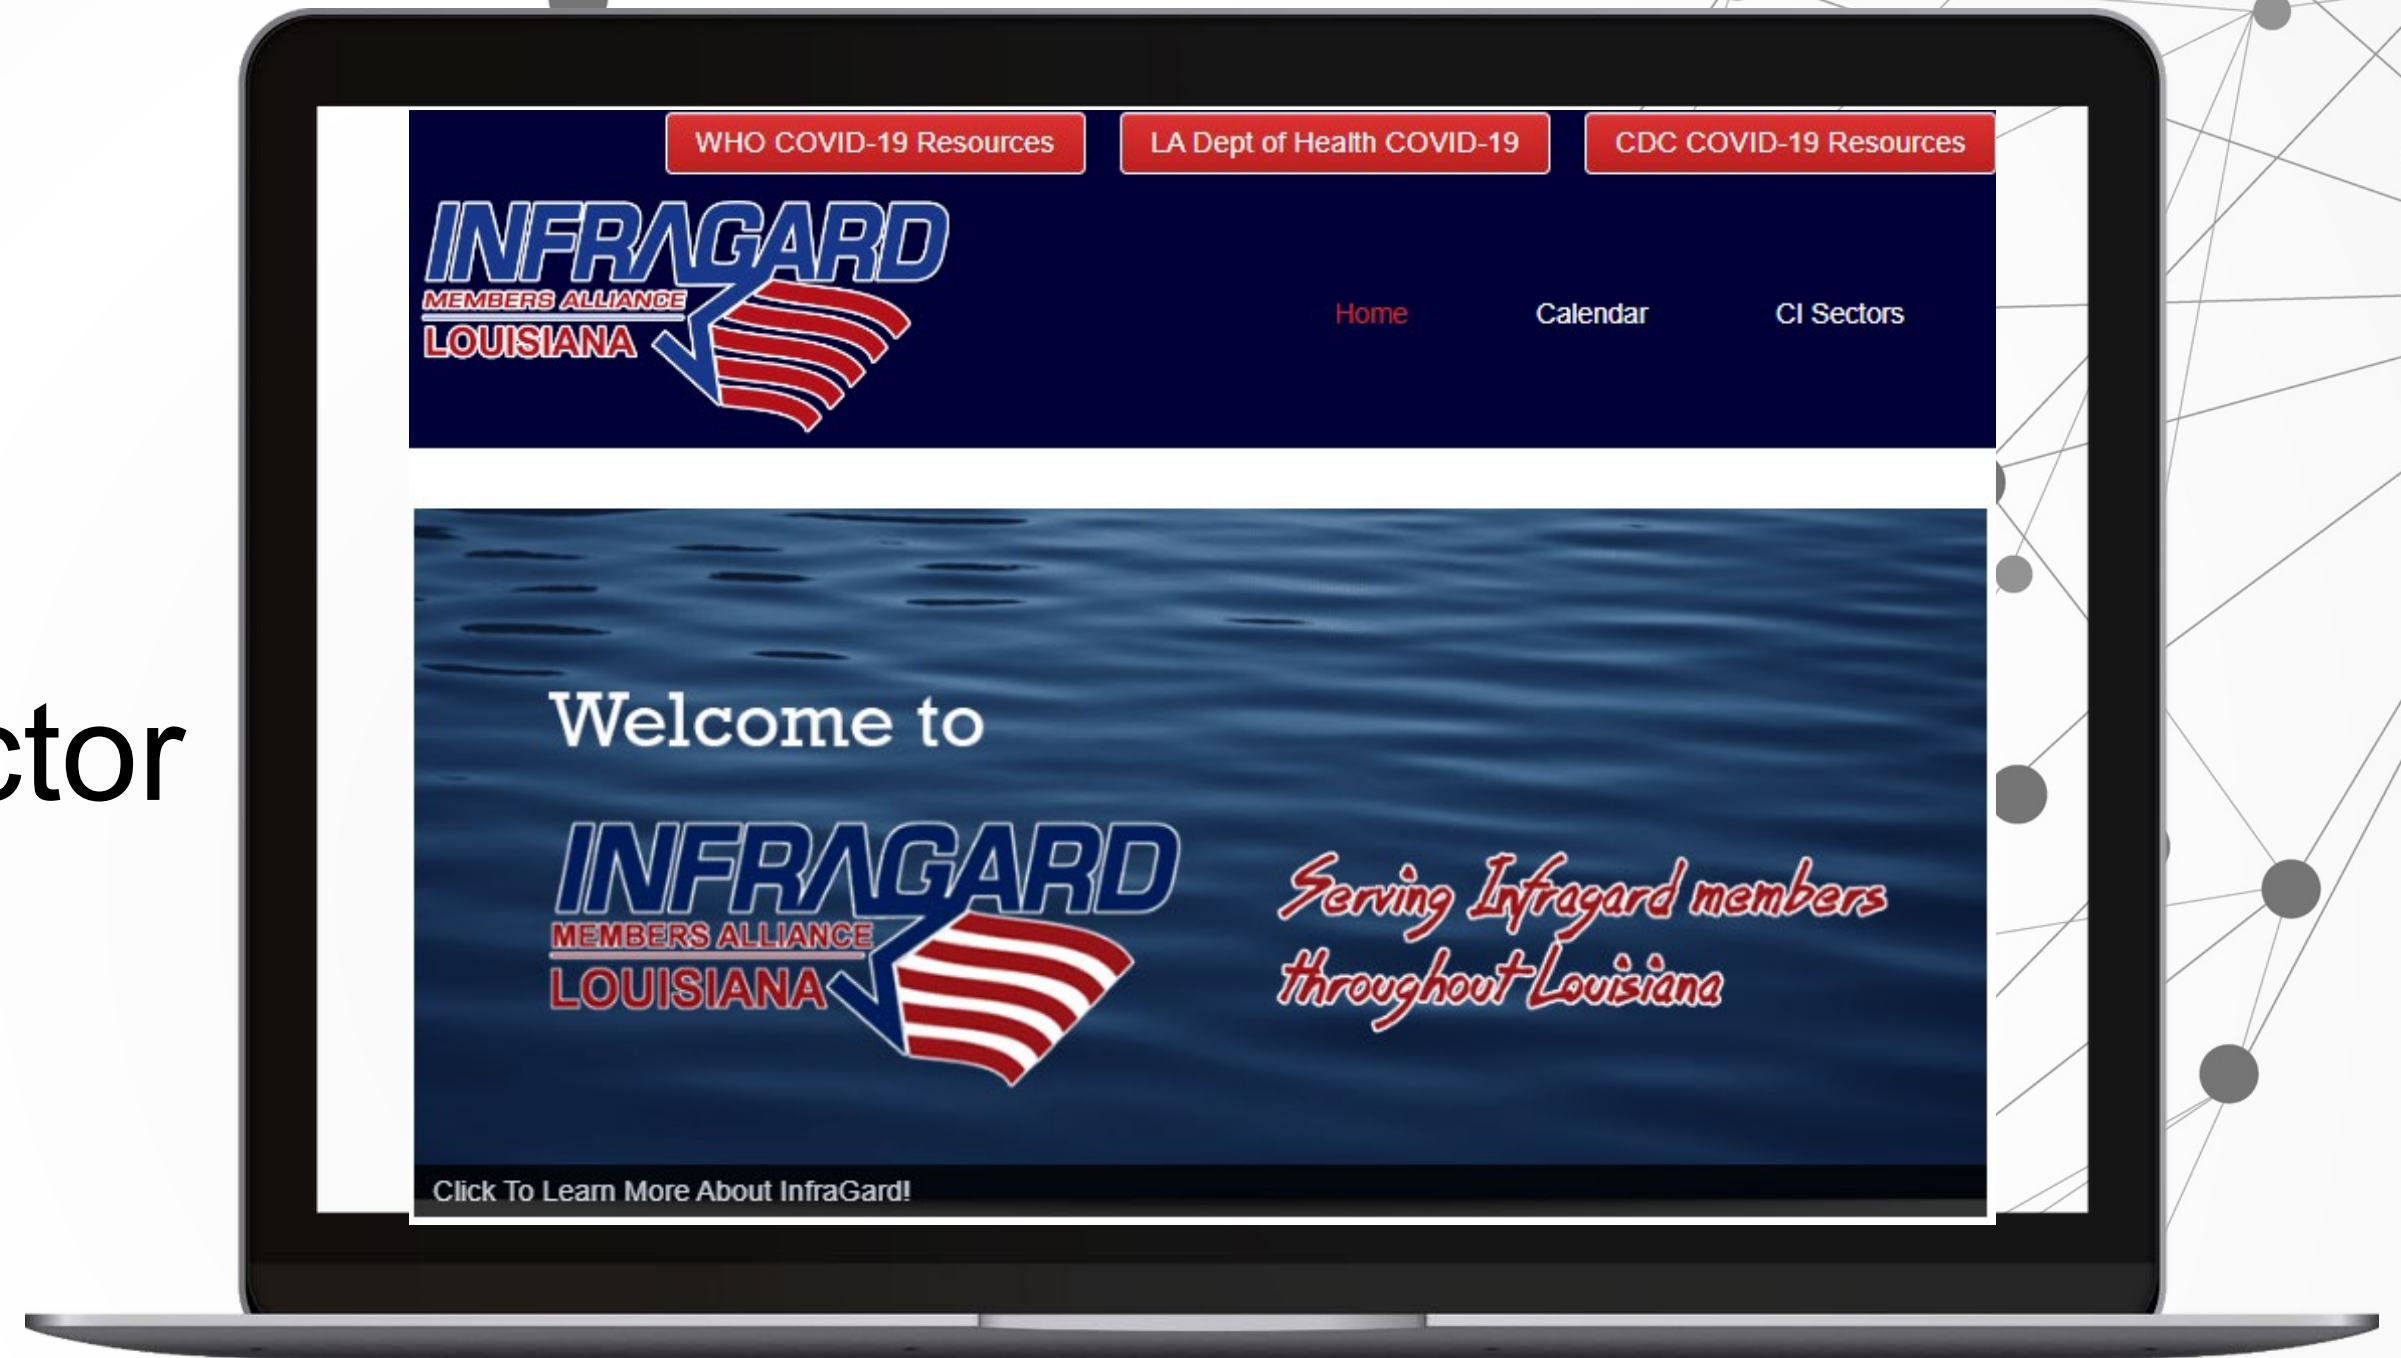 WHO COVID-19 Resources
LA Dept of Health COVID-19
CDC COVID-19 Resources
INFRAGARD
MEMBERS ALLIANCE
LOUISIANA
Home
Calendar
CI Sectors
ctor
Welcome to
INFRAGARD
MEMBERS ALLIANCE
LOUISIANA
Serving Infragard members
throughout Louisiana
Click To Learn More About InfraGard!